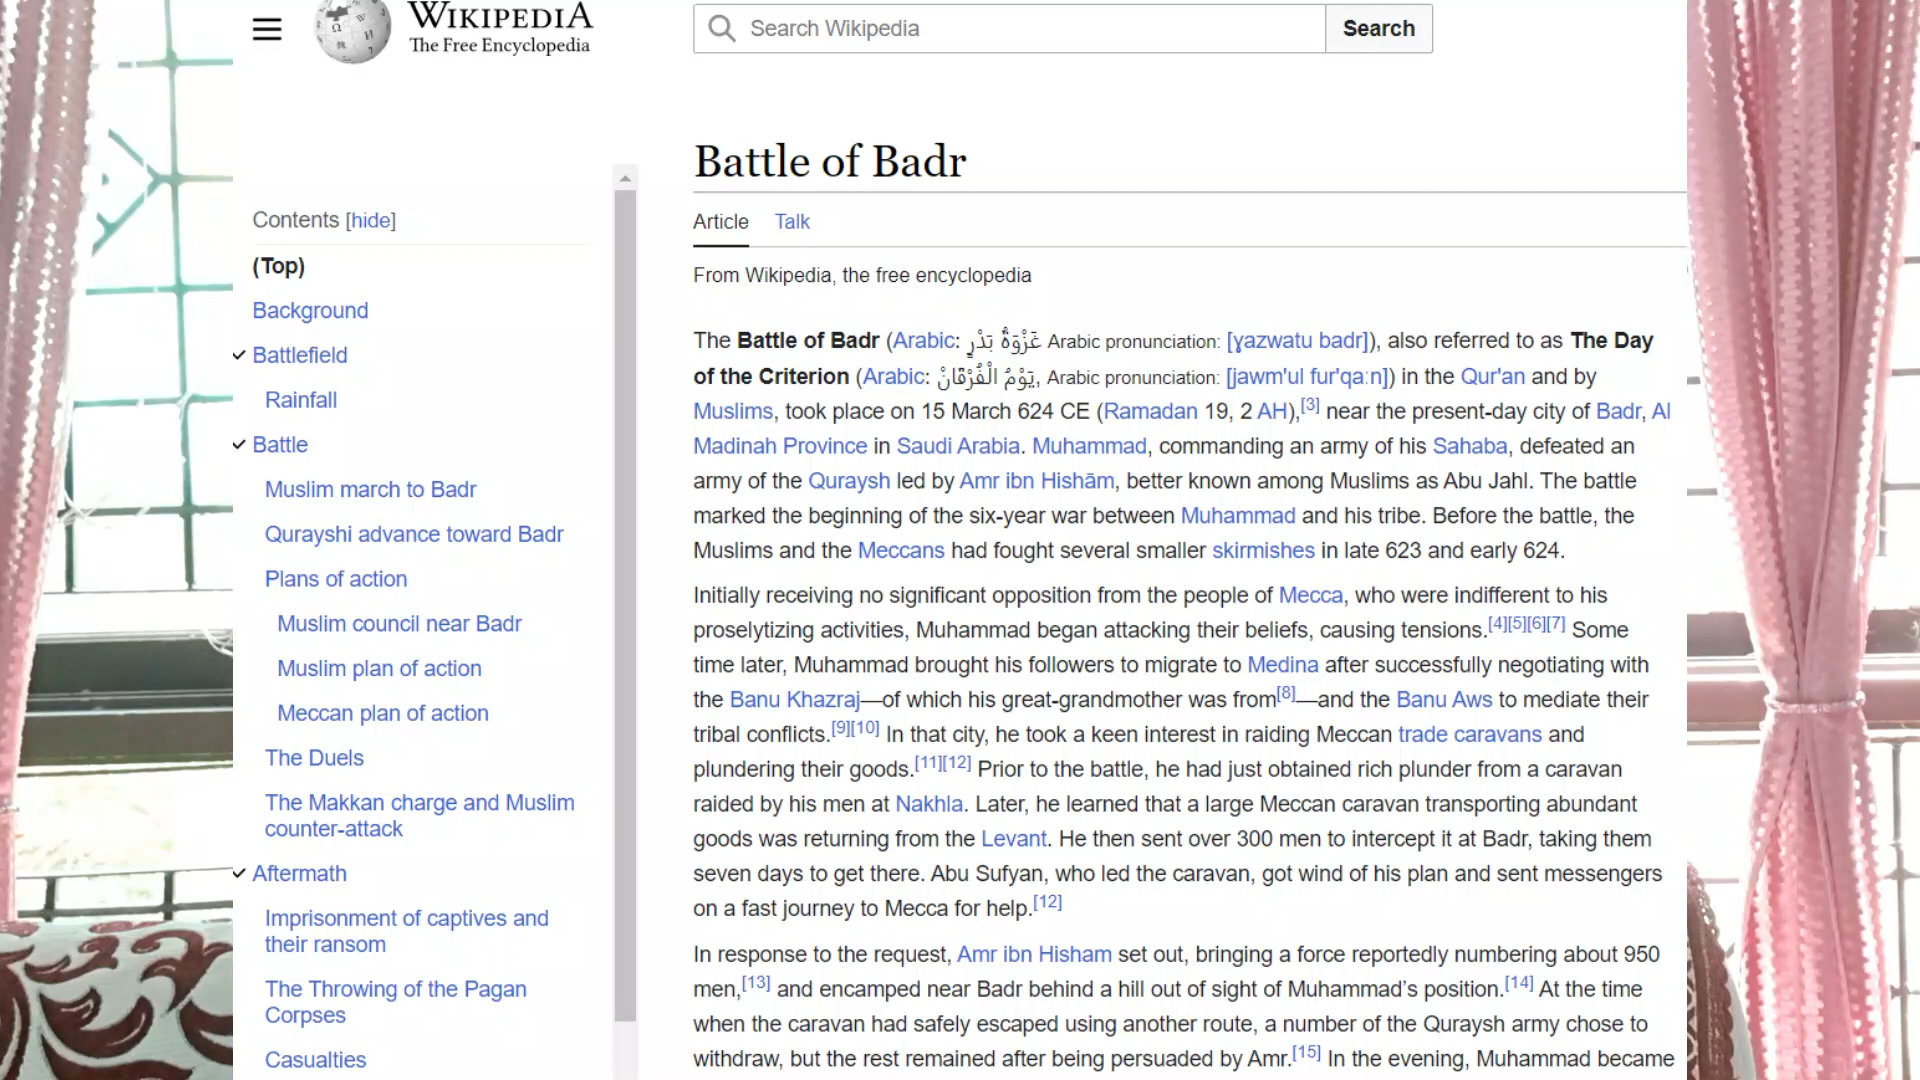 WIKIPEDIA
The Free Encyclopedia
Search Wikipedia
Search
Contents [hide]
(Top)
Background
Battlefield
Rainfall
Battle
Muslim march to Badr
Qurayshi advance toward Badr
Plans of action
Muslim council near Badr
Muslim plan of action
Meccan plan of action
The Duels
The Makkan charge and Muslim
counter-attack
Aftermath
Imprisonment of captives and
their ransom
The Throwing of the Pagan
Corpses
Casualties
Battle of Badr
Article Talk
From Wikipedia, the free encyclopedia
The Battle of Badr (Arabic: غَزْوَةُ بَدْرٍ Arabic pronunciation: [ɣazwatu badr]), also referred to as The Day
of the Criterion (Arabic: يَوْمُ الْفُرْقَانْ, Arabic pronunciation: [jawm'ul fur'qaːn]) in the Qur'an and by
Muslims, took place on 15 March 624 CE (Ramadan 19, 2 AH),[3] near the present-day city of Badr, Al
Madinah Province in Saudi Arabia. Muhammad, commanding an army of his Sahaba, defeated an
army of the Quraysh led by Amr ibn Hishām, better known among Muslims as Abu Jahl. The battle
marked the beginning of the six-year war between Muhammad and his tribe. Before the battle, the
Muslims and the Meccans had fought several smaller skirmishes in late 623 and early 624.
Initially receiving no significant opposition from the people of Mecca, who were indifferent to his
proselytizing activities, Muhammad began attacking their beliefs, causing tensions.[4][5][6][7] Some
time later, Muhammad brought his followers to migrate to Medina after successfully negotiating with
the Banu Khazraj—of which his great-grandmother was from[8]—and the Banu Aws to mediate their
tribal conflicts.[9][10] In that city, he took a keen interest in raiding Meccan trade caravans and
plundering their goods.[11][12] Prior to the battle, he had just obtained rich plunder from a caravan
raided by his men at Nakhla. Later, he learned that a large Meccan caravan transporting abundant
goods was returning from the Levant. He then sent over 300 men to intercept it at Badr, taking them
seven days to get there. Abu Sufyan, who led the caravan, got wind of his plan and sent messengers
on a fast journey to Mecca for help.[12]
In response to the request, Amr ibn Hisham set out, bringing a force reportedly numbering about 950
men,[13] and encamped near Badr behind a hill out of sight of Muhammad's position.[14] At the time
when the caravan had safely escaped using another route, a number of the Quraysh army chose to
withdraw, but the rest remained after being persuaded by Amr.[15] In the evening, Muhammad became